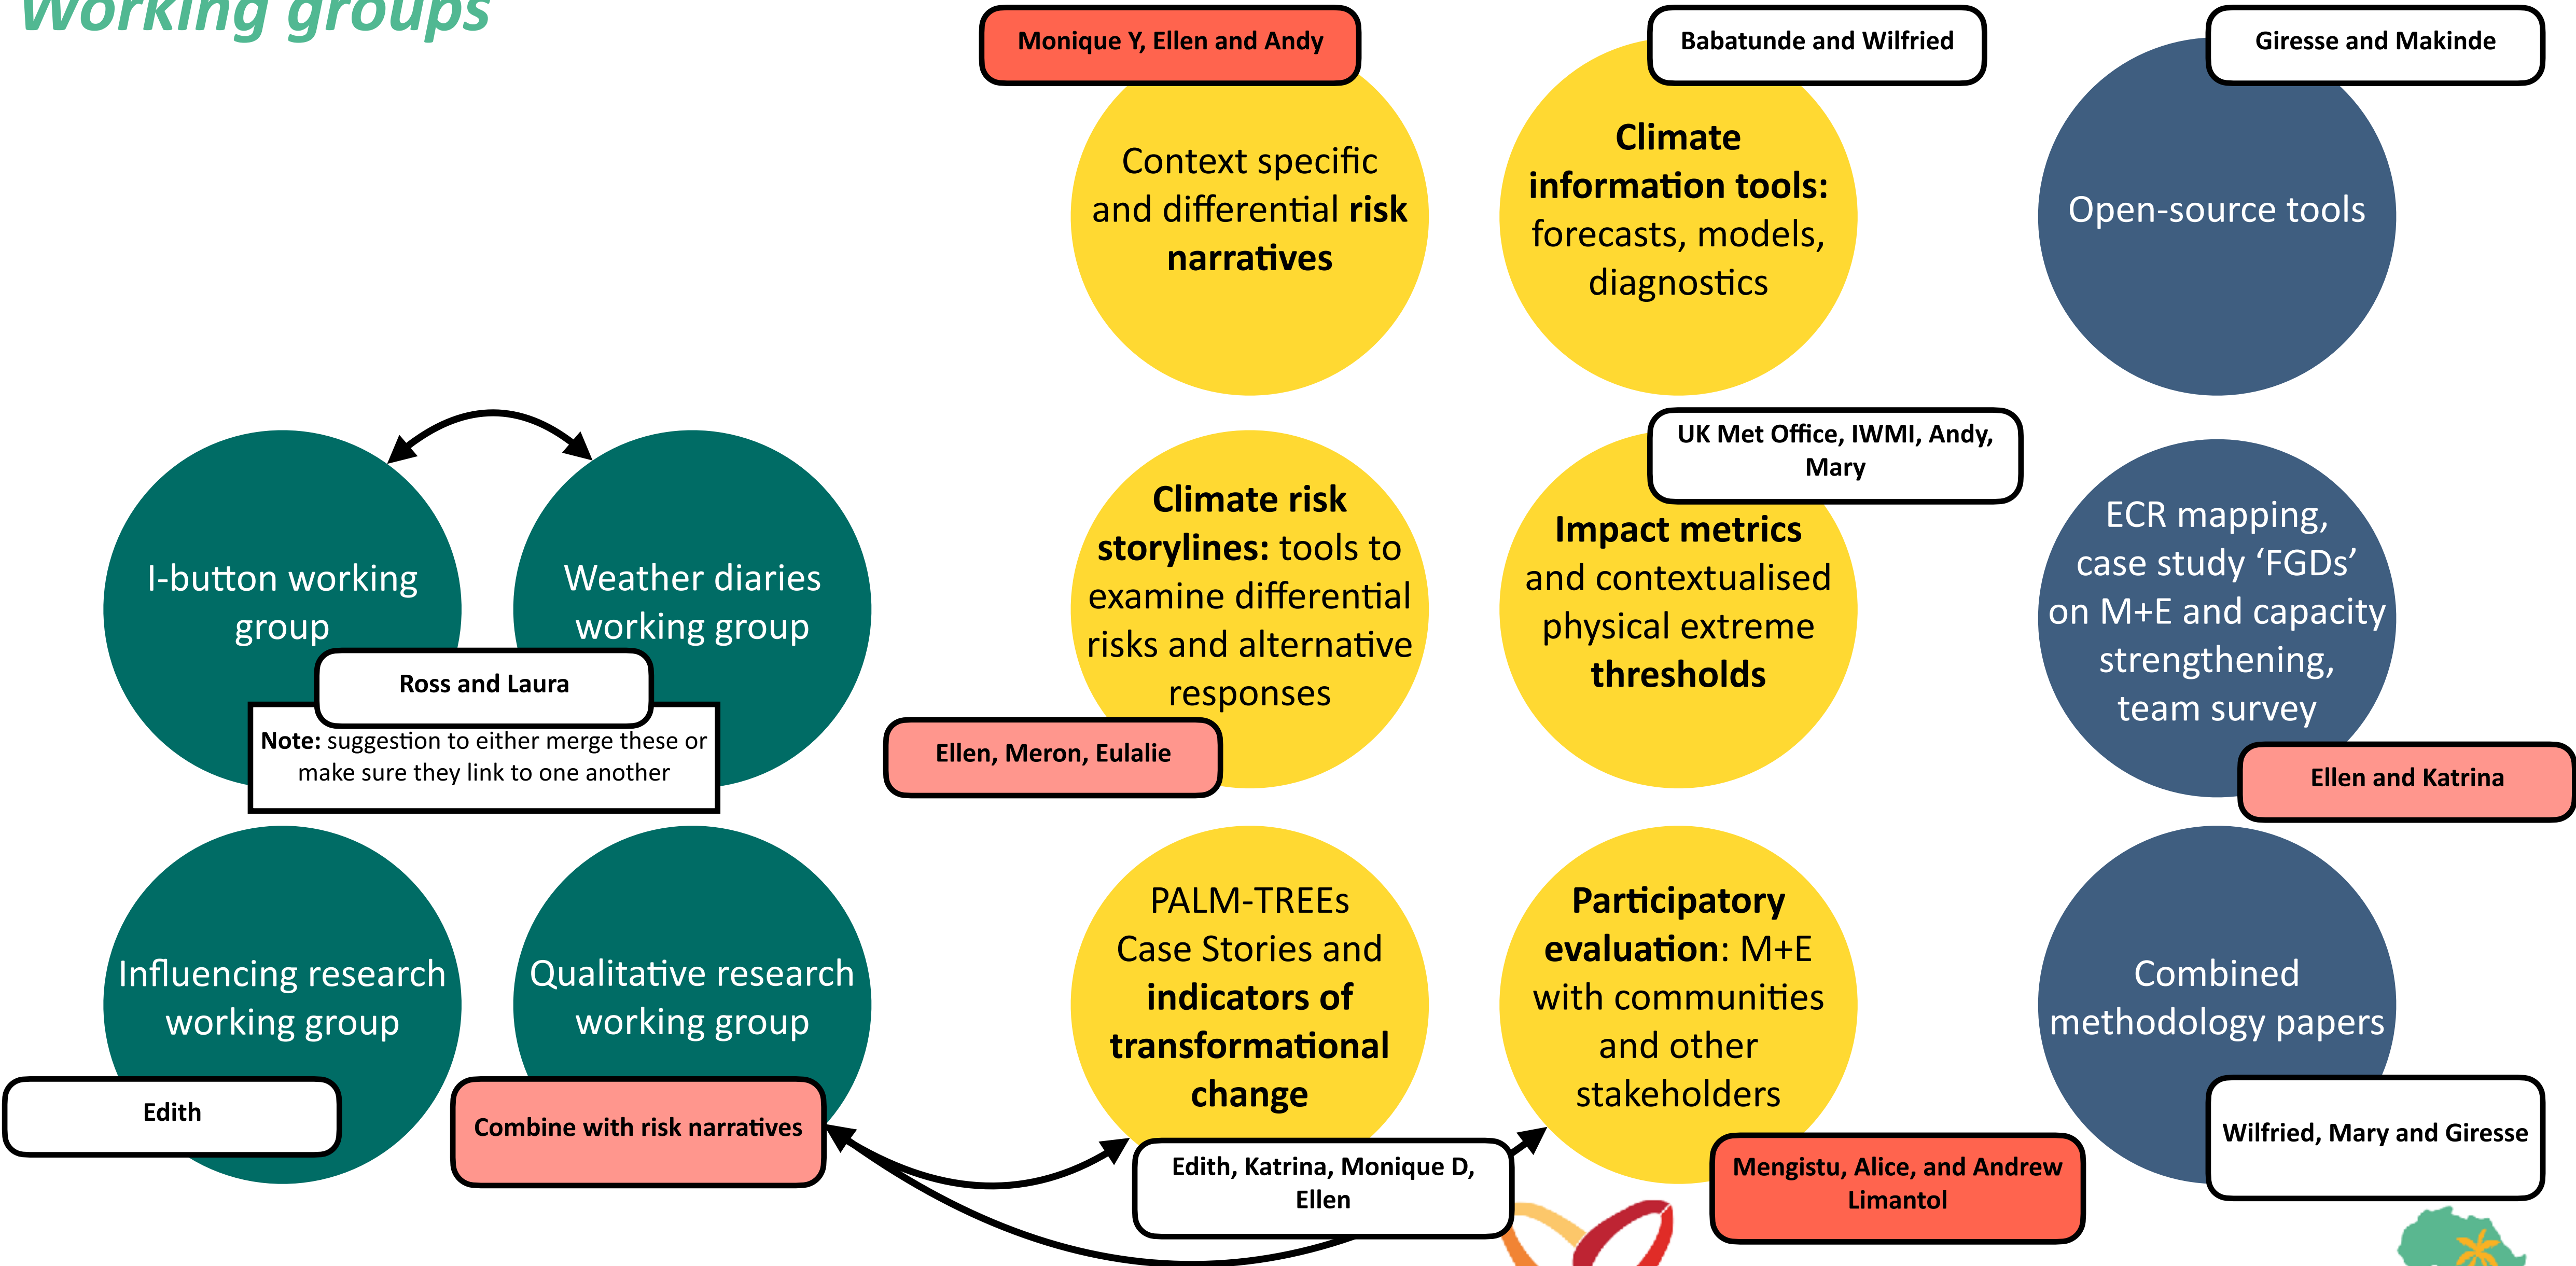 Working groups
Monique Y, Ellen and Andy
Context specific
and differential risk
narratives
Babatunde and Wilfried
Climate
information tools:
forecasts, models,
diagnostics
Giresse and Makinde
Open-source tools
I-button working
group
Weather diaries
working group
Ross and Laura
Note: suggestion to either merge these or
make sure they link to one another
Climate risk
storylines: tools to
examine differential
risks and alternative
responses
Ellen, Meron, Eulalie
UK Met Office, IWMI, Andy,
Mary
Impact metrics
and contextualised
physical extreme
thresholds
ECR mapping,
case study ‘FGDs’
on M+E and capacity
strengthening,
team survey
Ellen and Katrina
Influencing research
working group
Edith
Qualitative research
working group
Combine with risk narratives
PALM-TREEs
Case Stories and
indicators of
transformational
change
Edith, Katrina, Monique D,
Ellen
Participatory
evaluation: M+E
with communities
and other
stakeholders
Mengistu, Alice, and Andrew
Limantol
Combined
methodology papers
Wilfried, Mary and Giresse